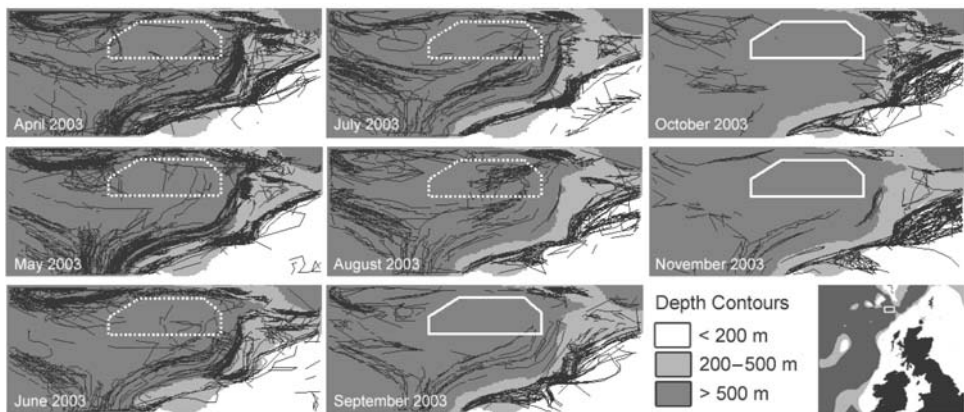 April 2003
July 2003
October 2003
May 2003
August 2003
November 2003
June 2003
September 2003
Depth Contours
< 200 m
200–500 m
> 500 m